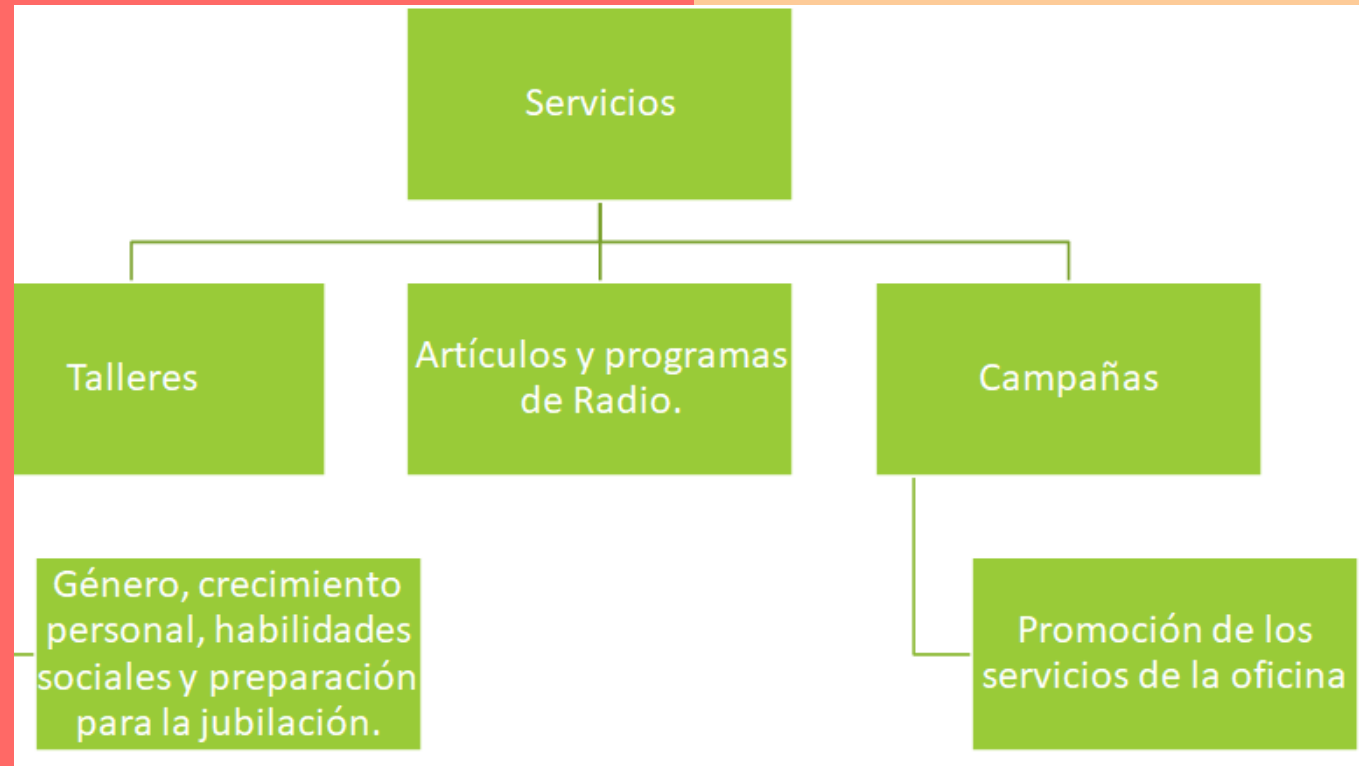 Servicios
Talleres
Artículos y programas
de Radio.
Campañas
Género, crecimiento
personal, habilidades
sociales y preparación
para la jubilación.
Promoción de los
servicios de la oficina